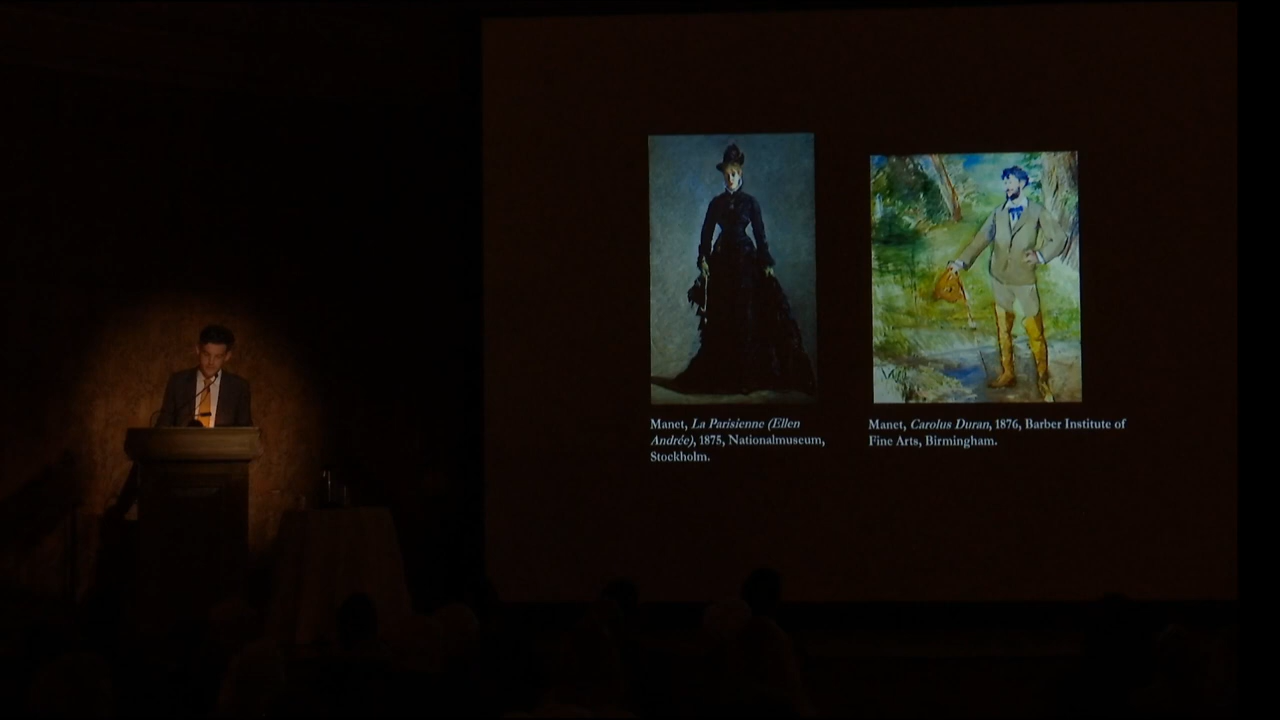 Manet, La Parisienne (Ellen
Andrée), 1875, Nationalmuseum,
Stockholm.
Manet, Carolus Duran, 1876, Barber Institute of
Fine Arts, Birmingham.